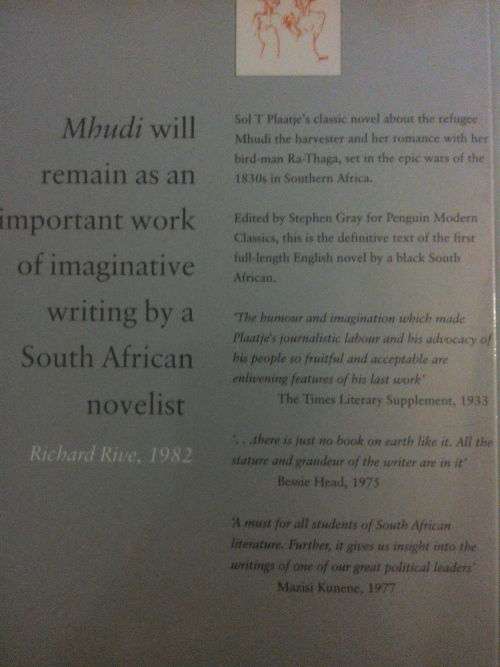 Mhudi will
remain as an
important work
of imaginative
writing by a
South African
novelist
Richard Rive, 1982
Sol T Plaatje's classic novel about the refugee
Mhudi the harvester and her romance with her
bird-man Ra-Thaga, set in the epic wars of the
1830s in Southern Africa.
Edited by Stephen Gray for Penguin Modern
Classics, this is the definitive text of the first
full-length English novel by a black South
African.
'The humour and imagination which made
Plaatje's journalistic labour and his advocacy of
his people so fruitful and acceptable are
enlivening features of his last work'
The Times Literary Supplement, 1933
'. . .there is just no book on earth like it. All the
stature and grandeur of the writer are in it'
Bessie Head, 1975
'A must for all students of South African
literature. Further, it gives us insight into the
writings of one of our great political leaders'
Mazisi Kunene, 1977